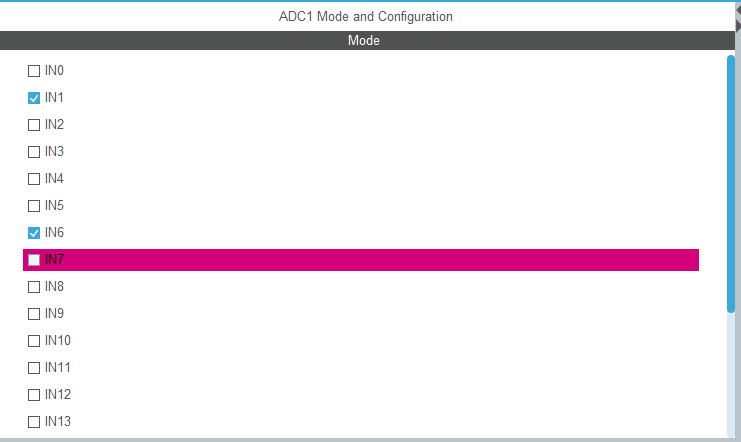 ADC1 Mode and Configuration
Mode
IN0
IN1
IN2
IN3
IN4
IN5
IN6
IN7
IN8
IN9
IN10
IN11
IN12
IN13